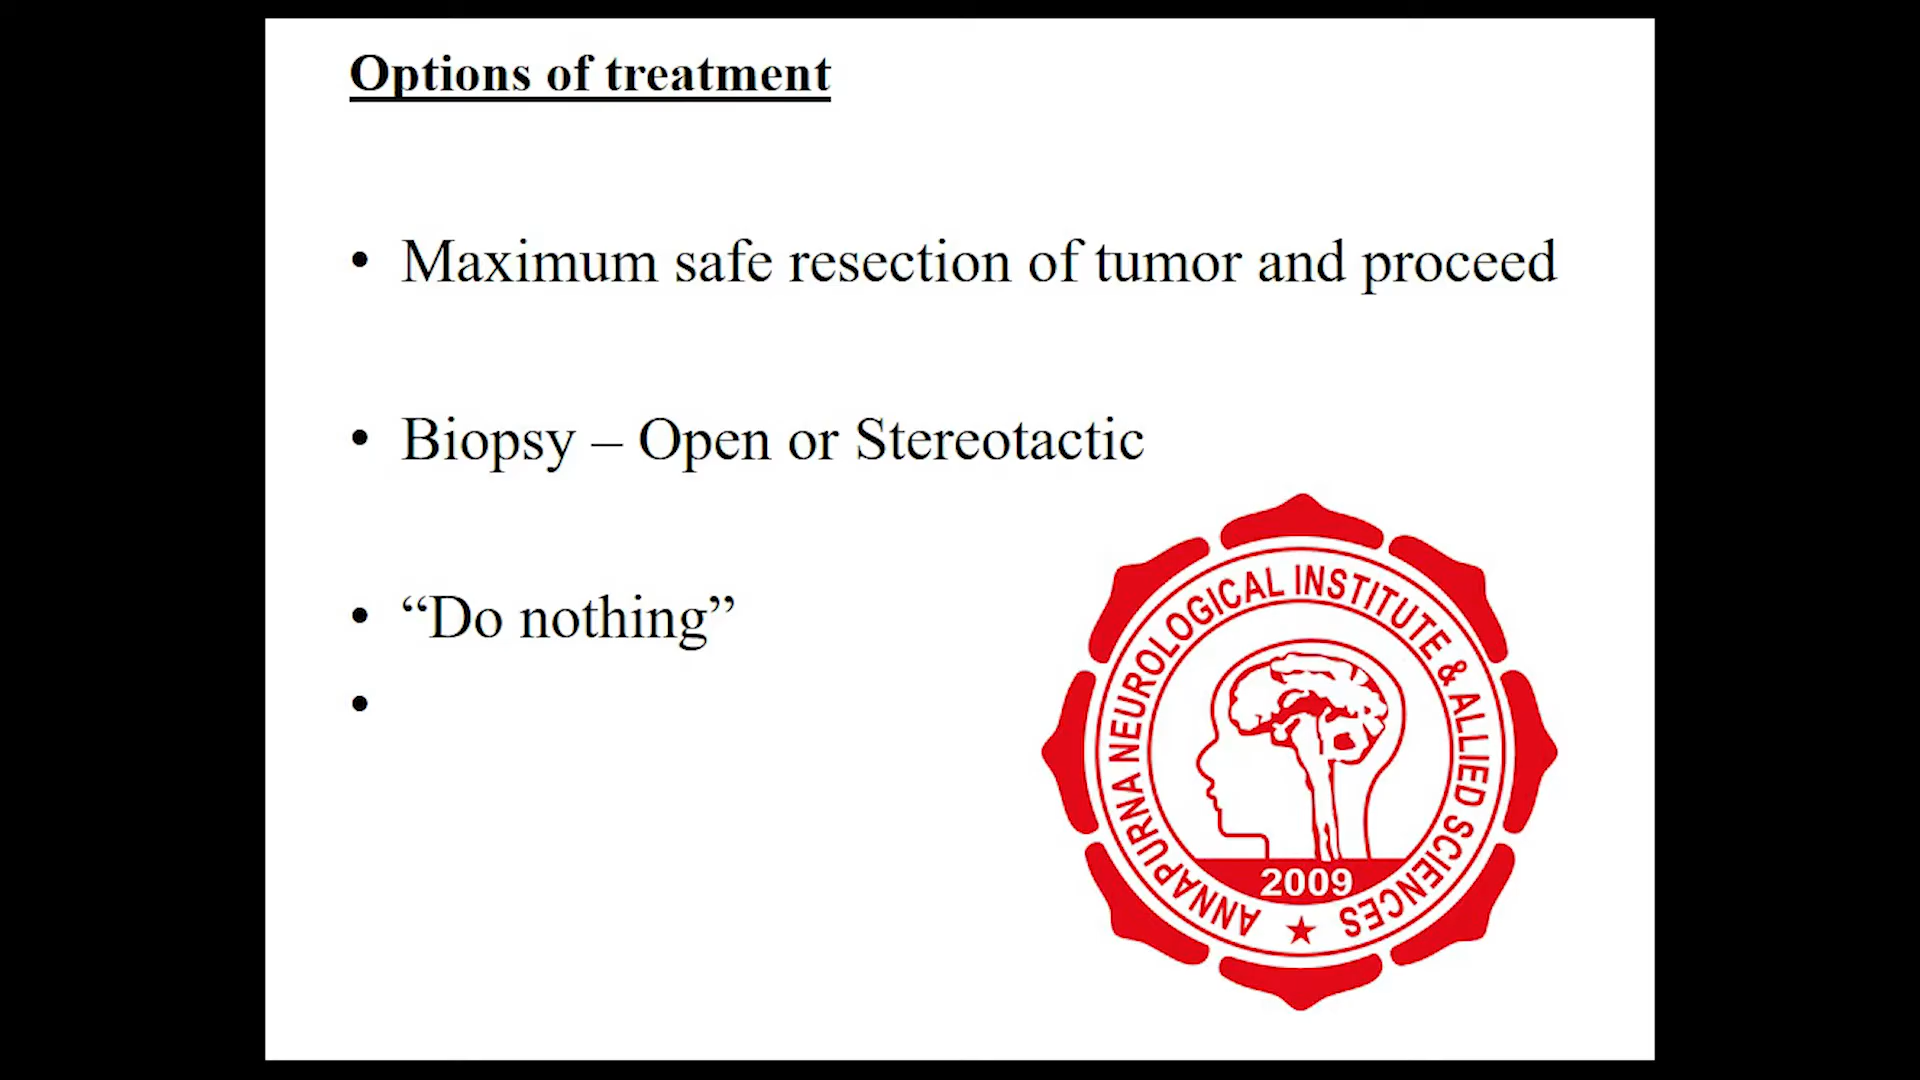 Options of treatment
• Maximum safe resection of tumor and proceed
• Biopsy – Open or Stereotactic
• “Do nothing”
•
ANNAPURNA NEUROLOGICAL INSTITUTE & ALLIED SCIENCES
2009